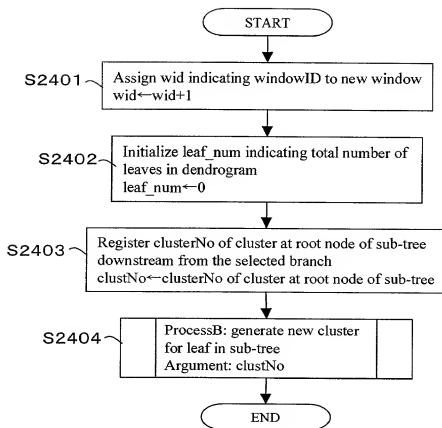 START
S2401
Assign wid indicating windowID to new window
wid←wid+1
S2402
Initialize leaf_num indicating total number of
leaves in dendrogram
leaf_num←0
S2403
Register clusterNo of cluster at root node of sub-tree
downstream from the selected branch
clustNo←clusterNo of cluster at root node of sub-tree
S2404
ProcessB: generate new cluster
for leaf in sub-tree
Argument: clustNo
END